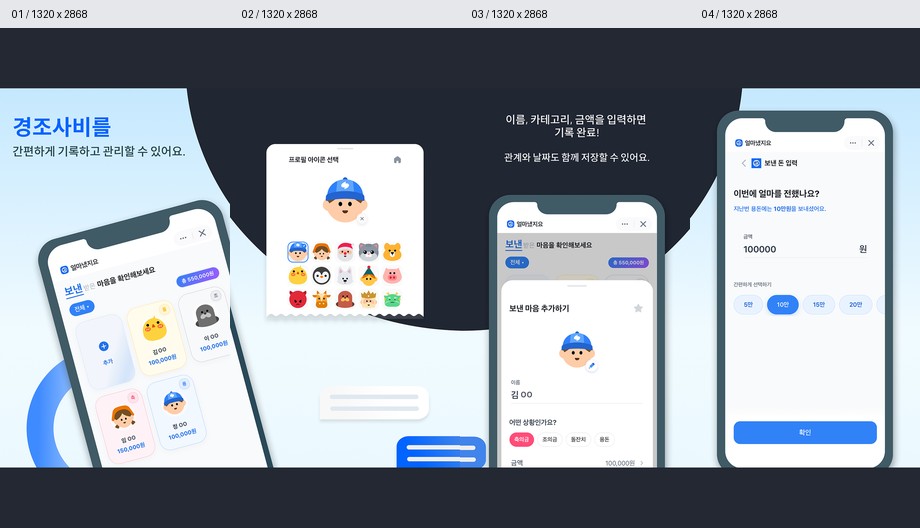 01 / 1320 x 2868
02 / 1320 x 2868
03 / 1320 x 2868
04 / 1320 x 2868
경조사비를
간편하게 기록하고 관리할 수 있어요.
얼마냈지요
보낸 받은 마음을 확인해보세요
전체
총 550,000원
추가
김 OO
100,000원
조
이 OO
100,000원
축
임 OO
150,000원
용
정 OO
100,000원
프로필 아이콘 선택
이름, 카테고리, 금액을 입력하면
기록 완료!
관계와 날짜도 함께 저장할 수 있어요.
얼마냈지요
보낸 받은 마음을 확인해보세요
전체
총 550,000원
보낸 마음 추가하기
이름
김 OO
어떤 상황인가요?
축의금 조의금 돌잔치 용돈
금액 100,000원
얼마냈지요
보낸 돈 입력
이번에 얼마를 전했나요?
지난번 용돈에는 10만원을 보내셨어요.
금액
100000 원
간편하게 선택하기
5만 10만 15만 20만
확인